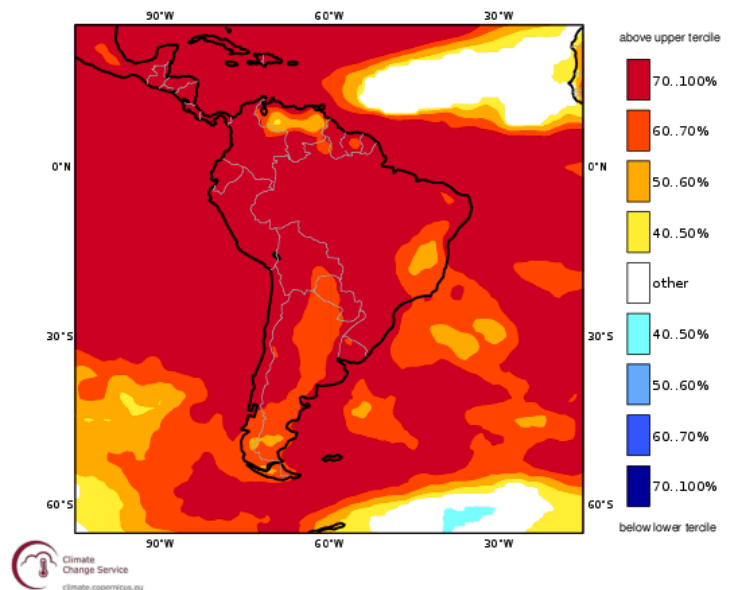 90°W 60°W 30°W
above upper tercile
70..100%
60..70%
0°N 0°N
50..60%
40..50%
other
30°S 30°S
40..50%
50..60%
60..70%
70..100%
60°S 60°S
below lower tercile
90°W 60°W 30°W
Climate
Change Service
climate.copernicus.eu